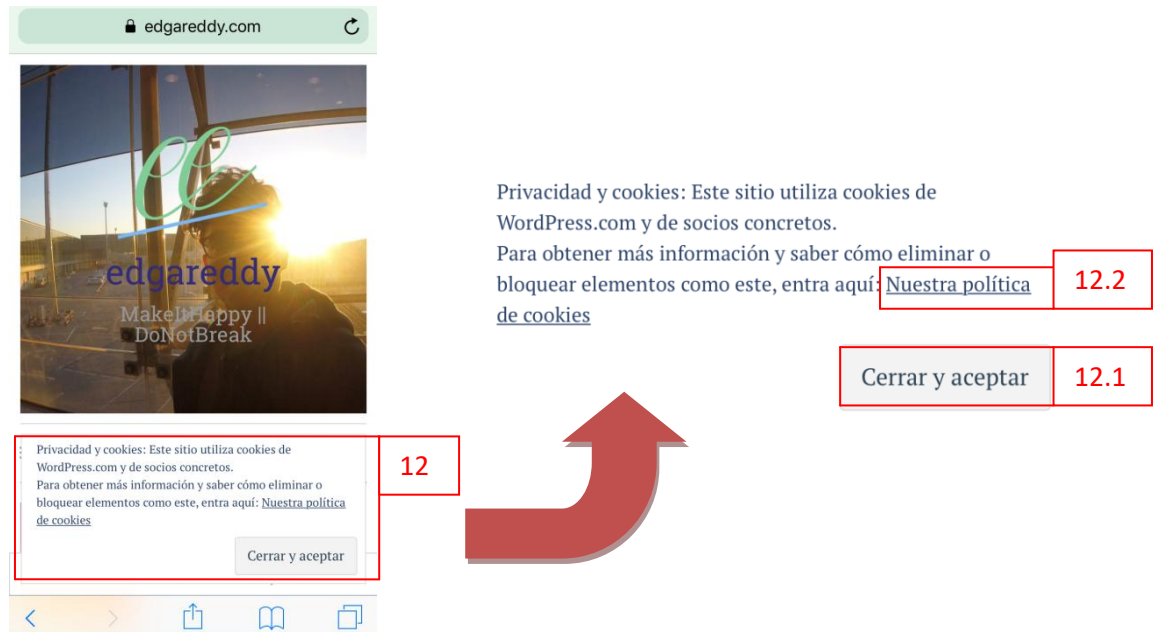 edgareddy.com
ee
edgareddy
MakeItHappy ||
DoNotBreak
Privacidad y cookies: Este sitio utiliza cookies de
WordPress.com y de socios concretos.
Para obtener más información y saber cómo eliminar o
bloquear elementos como este, entra aquí: Nuestra política
de cookies
Cerrar y aceptar
12
Privacidad y cookies: Este sitio utiliza cookies de
WordPress.com y de socios concretos.
Para obtener más información y saber cómo eliminar o
bloquear elementos como este, entra aquí: Nuestra política
de cookies
12.2
Cerrar y aceptar
12.1